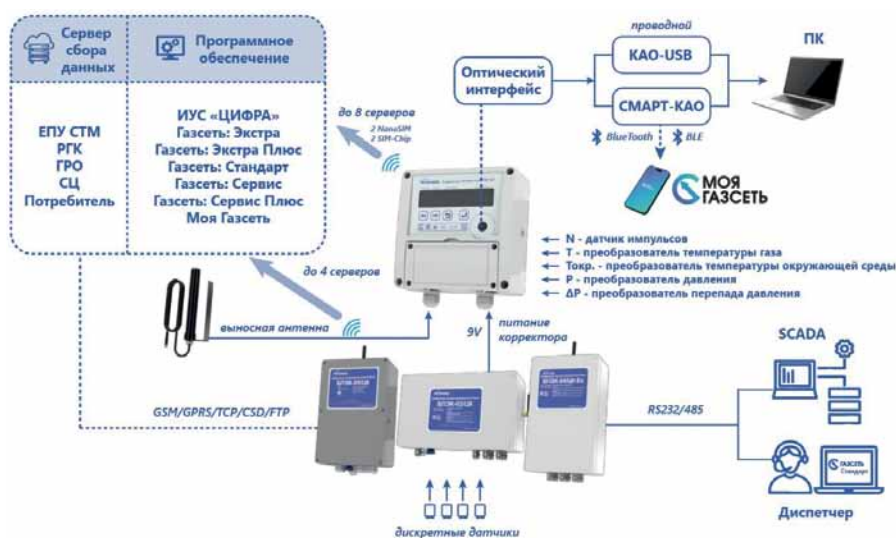 Сервер
сбора
данных
Программное
обеспечение
ЕПУ СТМ
РГК
ГРО
СЦ
Потребитель
ИУС «ЦИФРА»
Газсеть: Экстра
Газсеть: Экстра Плюс
Газсеть: Стандарт
Газсеть: Сервис
Газсеть: Сервис Плюс
Моя Газсеть
до 8 серверов
2 NanoSIM
2 SIM-Chip
Оптический
интерфейс
проводной
КАО-USB
СМАРТ-КАО
ПК
BlueTooth
BLE
МОЯ
ГАЗСЕТЬ
N - датчик импульсов
T - преобразователь температуры газа
Tокр. - преобразователь температуры окружающей среды
P - преобразователь давления
ΔP - преобразователь перепада давления
до 4 серверов
выносная антенна
9V
питание
корректора
GSM/GPRS/TCP/CSD/FTP
RS232/485
SCADA
ГАЗСЕТЬ
Стандарт
Диспетчер
дискретные датчики